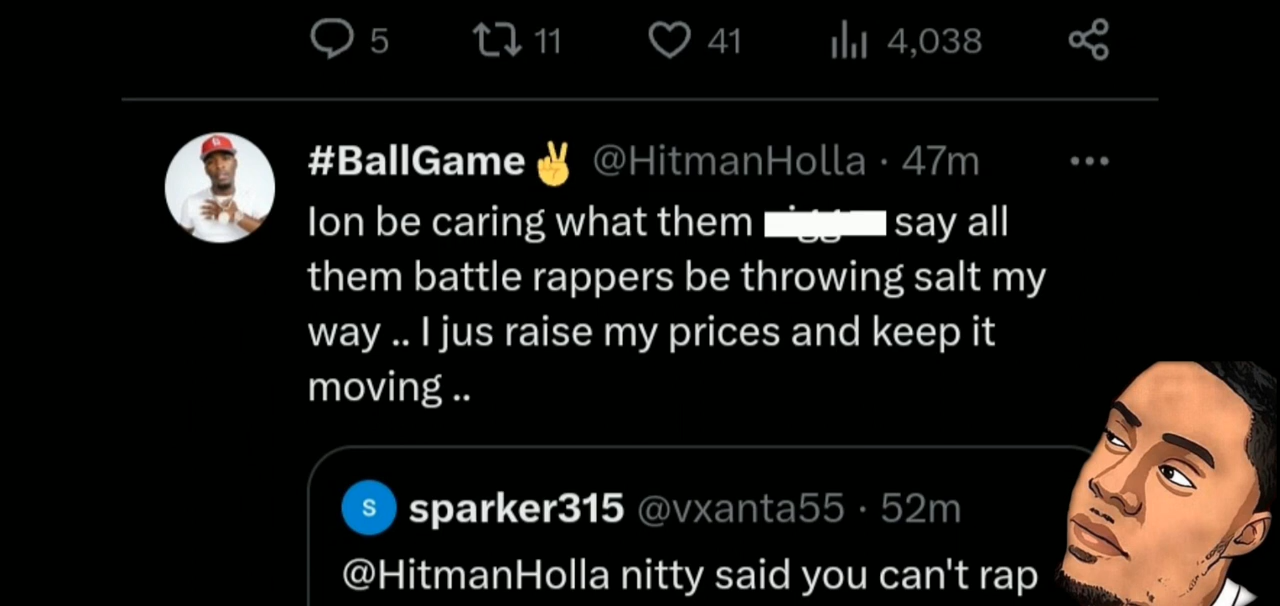 5 11 41 4,038
#BallGame✌️ @HitmanHolla · 47m
Ion be caring what them say all
them battle rappers be throwing salt my
way .. I jus raise my prices and keep it
moving ..
S sparker315 @vxanta55 · 52m
@HitmanHolla nitty said you can't rap